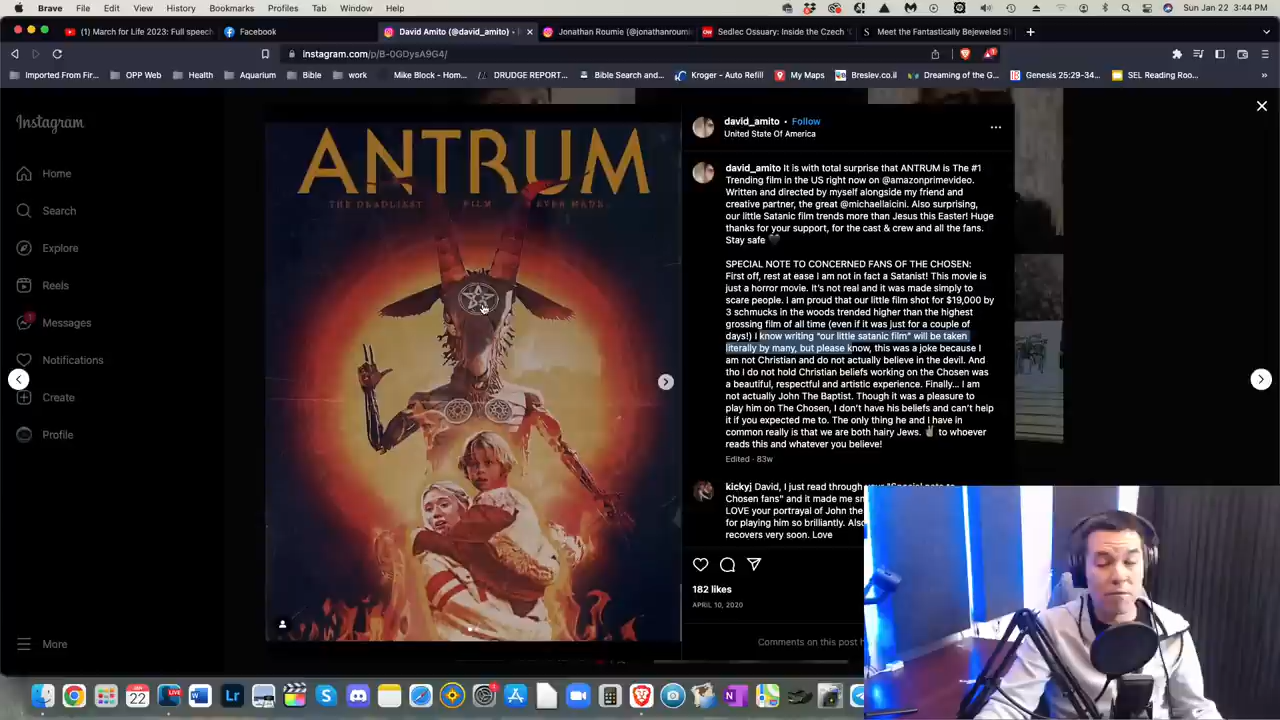 Brave File Edit View History Bookmarks Profiles Tab Window Help Sun Jan 22 3:44 PM
(1) March for Life 2023: Full speech Facebook David Amito (@david_amito) • Jonathan Roumie (@jonathanroumie Sedlec Ossuary: Inside the Czech 'C Meet the Fantastically Bejeweled S
instagram.com/p/B-0GDysA9G4/
Imported From Fir... OPP Web Health Aquarium Bible work Mike Block - Hom... DRUDGE REPORT... Bible Search and... Kroger - Auto Refill My Maps Breslev.co.il Dreaming of the G... Genesis 25:29-34... SEL Reading Roo...
Instagram
Home
Search
Explore
Reels
Messages
1
Notifications
Create
Profile
More
ANTRUM
THE DEADLIEST FILM EVER MADE
david_amito • Follow
United State Of America
david_amito It is with total surprise that ANTRUM is The #1
Trending film in the US right now on @amazonprimevideo.
Written and directed by myself alongside my friend and
creative partner, the great @michaellaicini. Also surprising,
our little Satanic film trends more than Jesus this Easter! Huge
thanks for your support, for the cast & crew and all the fans.
Stay safe 🖤
SPECIAL NOTE TO CONCERNED FANS OF THE CHOSEN:
First off, rest at ease I am not in fact a Satanist! This movie is
just a horror movie. It's not real and it was made simply to
scare people. I am proud that our little film shot for $19,000 by
3 schmucks in the woods trended higher than the highest
grossing film of all time (even if it was just for a couple of
days!) I know writing "our little satanic film" will be taken
literally by many, but please know, this was a joke because I
am not Christian and do not actually believe in the devil. And
tho I do not hold Christian beliefs working on the Chosen was
a beautiful, respectful and artistic experience. Finally... I am
not actually John The Baptist. Though it was a pleasure to
play him on The Chosen, I don't have his beliefs and can't help
it if you expected me to. The only thing he and I have in
common really is that we are both hairy Jews. ✌🏼 to whoever
reads this and whatever you believe!
Edited · 83w
kickyj David, I just read through your "Special note to
Chosen fans" and it made me sm
LOVE your portrayal of John the
for playing him so brilliantly. Also
recovers very soon. Love
182 likes
APRIL 10, 2020
Comments on this post h
JAN
22
LIVE